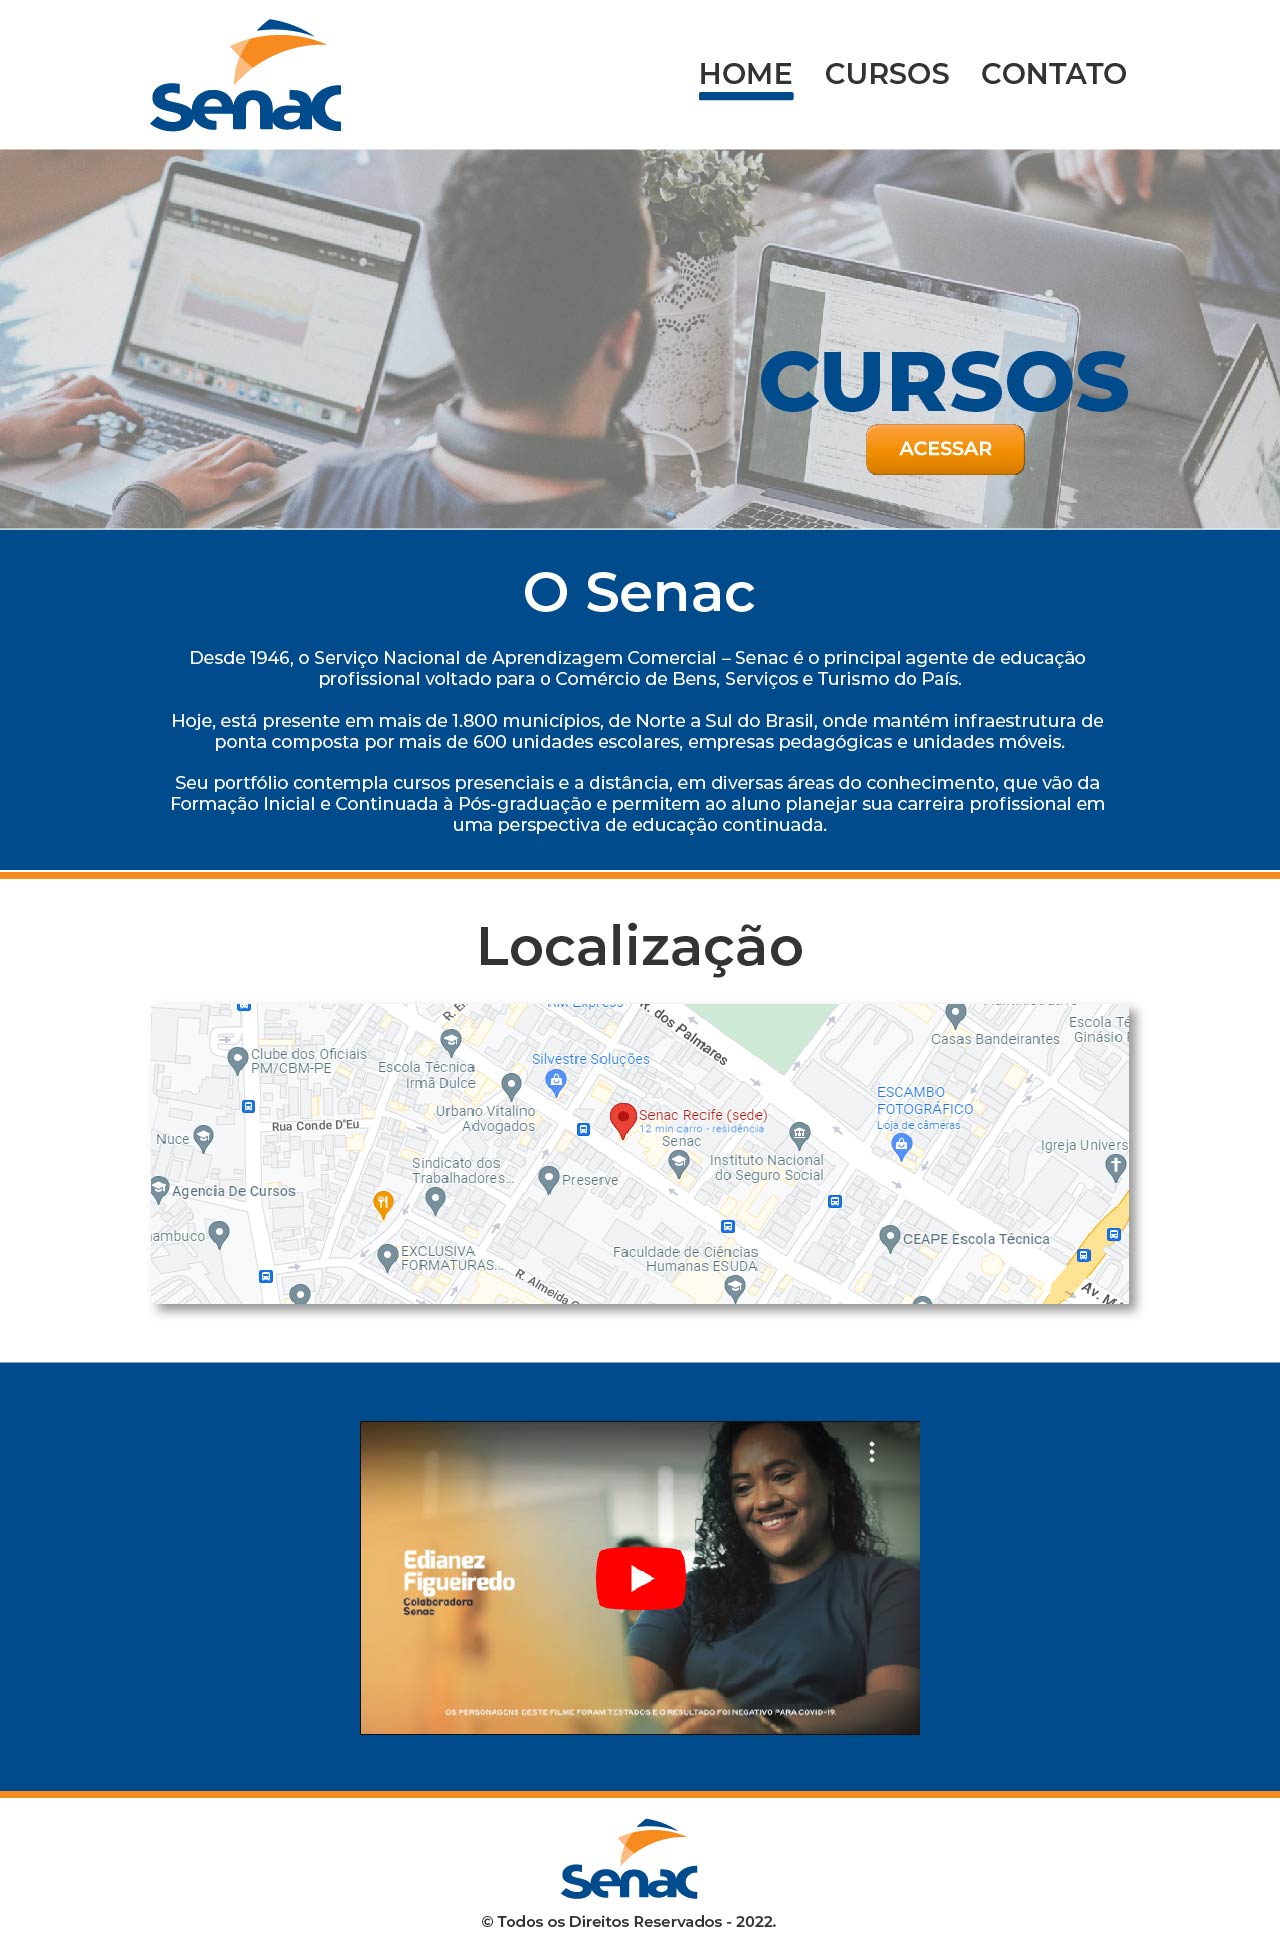 Senac
HOME CURSOS CONTATO
CURSOS
ACESSAR
O Senac
Desde 1946, o Serviço Nacional de Aprendizagem Comercial – Senac é o principal agente de educação
profissional voltado para o Comércio de Bens, Serviços e Turismo do País.
Hoje, está presente em mais de 1.800 municípios, de Norte a Sul do Brasil, onde mantém infraestrutura de
ponta composta por mais de 600 unidades escolares, empresas pedagógicas e unidades móveis.
Seu portfólio contempla cursos presenciais e a distância, em diversas áreas do conhecimento, que vão da
Formação Inicial e Continuada à Pós-graduação e permitem ao aluno planejar sua carreira profissional em
uma perspectiva de educação continuada.
Localização
RM Express
R. dos Palmares
Casas Bandeirantes
Escola Té
Ginásio
Clube dos Oficiais
PM/CBM-PE
Escola Técnica
Irmã Dulce
Silvestre Soluções
Urbano Vitalino
Advogados
Rua Conde D'Eu
Senac Recife (sede)
12 min carro - residência
Senac
ESCAMBO
FOTOGRÁFICO
Loja de câmeras
Nuce
Igreja Univers
Sindicato dos
Trabalhadores...
Preserve
Instituto Nacional
do Seguro Social
Agencia De Cursos
nambuco
EXCLUSIVA
FORMATURAS...
Faculdade de Ciências
Humanas ESUDA
CEAPE Escola Técnica
R. Almeida
Av. M
Edianez
Figueiredo
Colaboradora
Senac
OS PERSONAGENS DESTE FILME FORAM TESTADOS E O RESULTADO FOI NEGATIVO PARA COVID-19.
Senac
© Todos os Direitos Reservados - 2022.